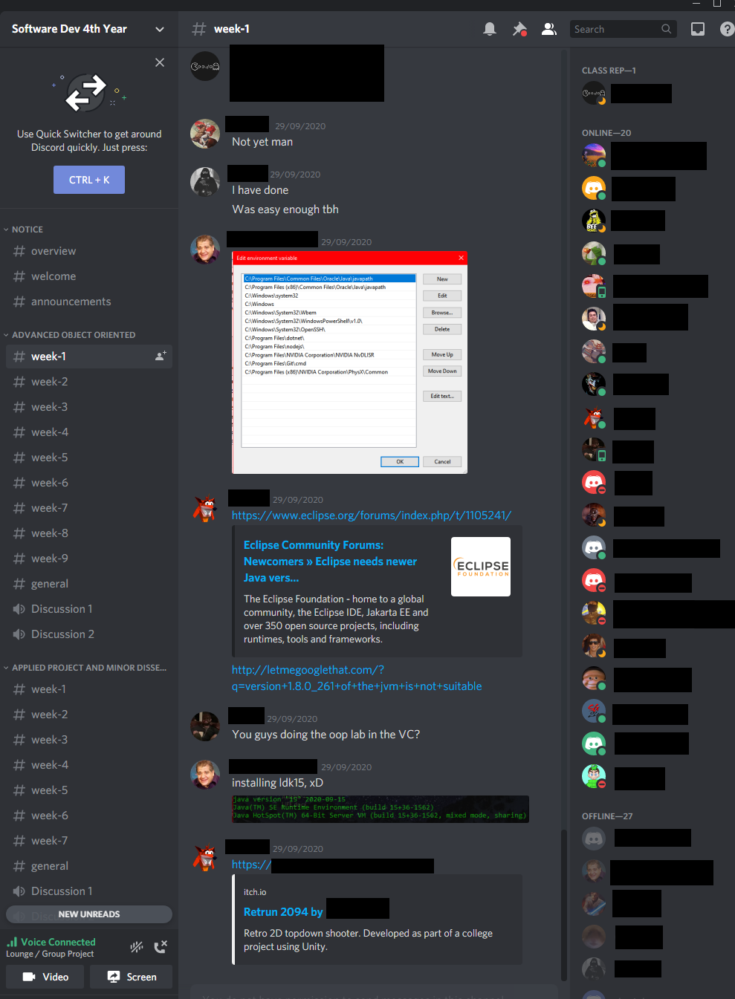 Software Dev 4th Year
Use Quick Switcher to get around
Discord quickly. Just press:
CTRL + K
NOTICE
# overview
# welcome
# announcements
ADVANCED OBJECT ORIENTED
# week-1
# week-2
# week-3
# week-4
# week-5
# week-6
# week-7
# week-8
# week-9
# general
Discussion 1
Discussion 2
APPLIED PROJECT AND MINOR DISSE...
# week-1
# week-2
# week-3
# week-4
# week-5
# week-6
# week-7
# general
Discussion 1
NEW UNREADS
Voice Connected
Lounge / Group Project
Video
Screen
# week-1
Search
29/09/2020
Not yet man
29/09/2020
I have done
Was easy enough tbh
29/09/2020
Edit environment variable
C:\Program Files\Common Files\Oracle\Java\javapath
C:\Program Files (x86)\Common Files\Oracle\Java\javapath
C:\Windows\system32
C:\Windows
C:\Windows\System32\Wbem
C:\Windows\System32\WindowsPowerShell\v1.0\
C:\Windows\System32\OpenSSH\
C:\Program Files\dotnet\
C:\Program Files\nodejs\
C:\Program Files\NVIDIA Corporation\NVIDIA NvDLISR
C:\Program Files\Git\cmd
C:\Program Files (x86)\NVIDIA Corporation\PhysX\Common
New
Edit
Browse...
Delete
Move Up
Move Down
Edit text...
OK
Cancel
29/09/2020
https://www.eclipse.org/forums/index.php/t/1105241/
Eclipse Community Forums:
Newcomers » Eclipse needs newer
Java vers...
ECLIPSE
FOUNDATION
The Eclipse Foundation - home to a global
community, the Eclipse IDE, Jakarta EE and
over 350 open source projects, including
runtimes, tools and frameworks.
http://letmegooglethat.com/?
q=version+1.8.0_261+of+the+jvm+is+not+suitable
29/09/2020
You guys doing the oop lab in the VC?
29/09/2020
installing ldk15, xD
java version "15" 2020-09-15
Java(TM) SE Runtime Environment (build 15+36-1562)
Java HotSpot(TM) 64-Bit Server VM (build 15+36-1562, mixed mode, sharing)
29/09/2020
https://
itch.io
Retrun 2094 by
Retro 2D topdown shooter. Developed as part of a college
project using Unity.
CLASS REP—1
ONLINE—20
OFFLINE—27